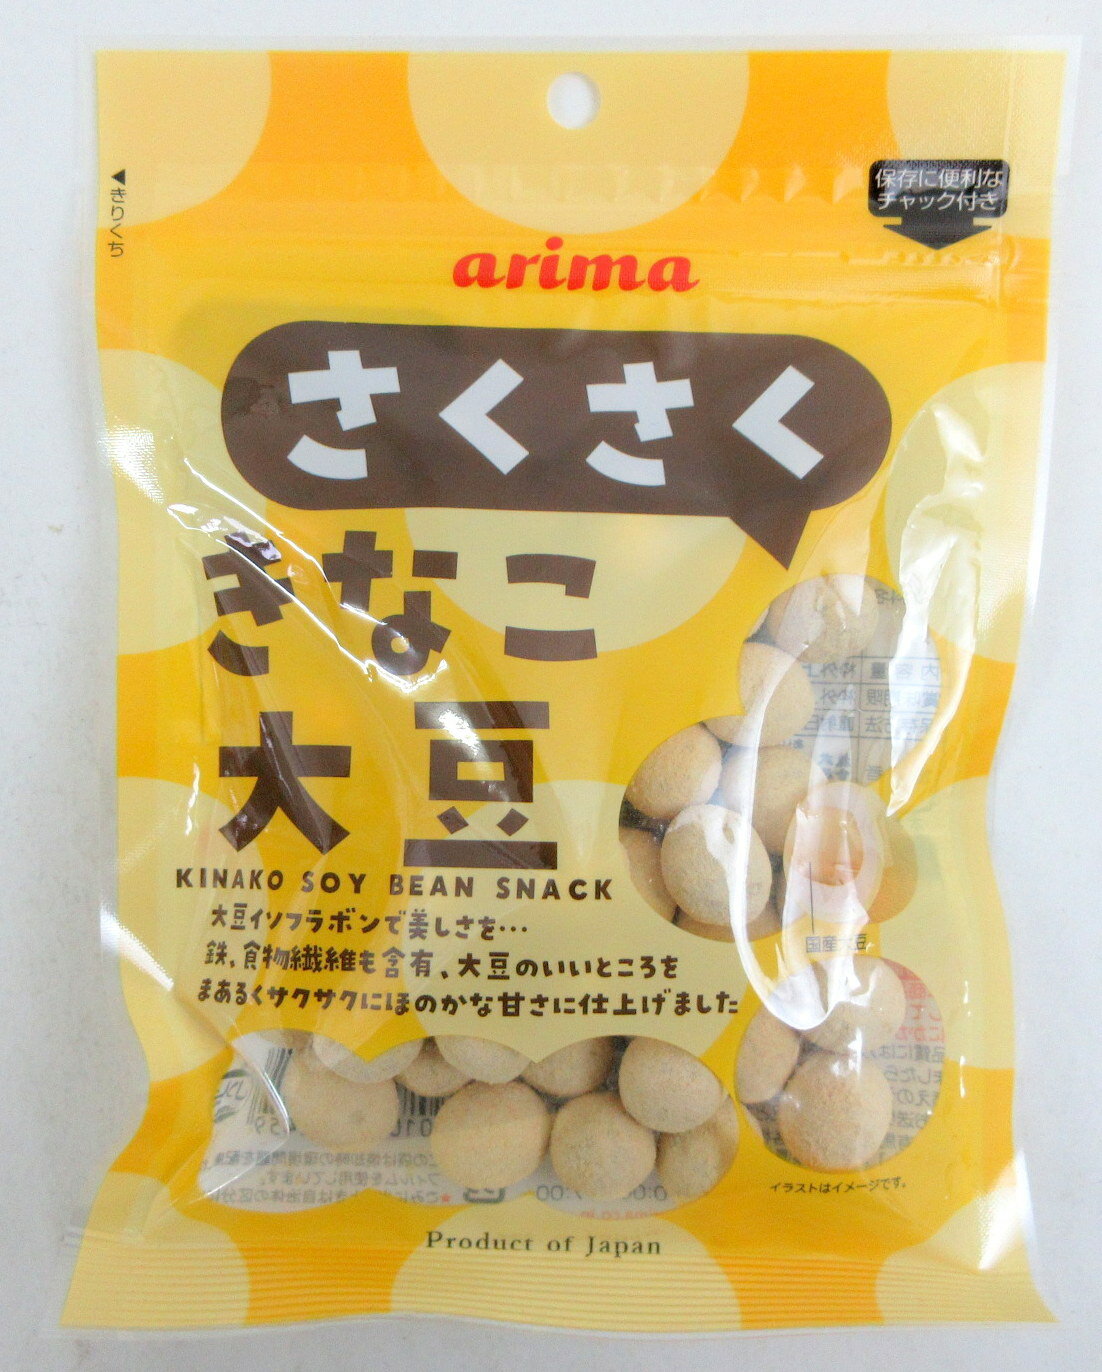 保存に便利な
チャック付き
▲きりくち
arima
さくさく
きなこ
大豆
KINAKO SOY BEAN SNACK
大豆イソフラボンで美しさを…
鉄、食物繊維も含有、大豆のいいところを
まあるくサクサクにほのかな甘さに仕上げました
国産大豆
イラストはイメージです。
Product of Japan